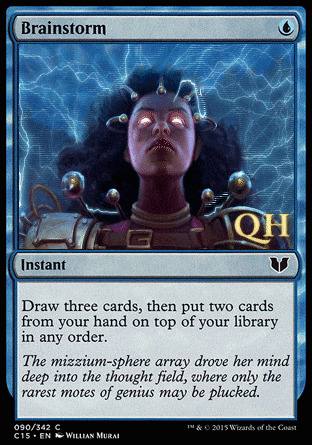 Brainstorm
QH
Instant
Draw three cards, then put two cards
from your hand on top of your library
in any order.
The mizzium-sphere array drove her mind
deep into the thought field, where only the
rarest motes of genius may be plucked.
090/342 C
C15 • EN Willian Murai
™ & © 2015 Wizards of the Coast